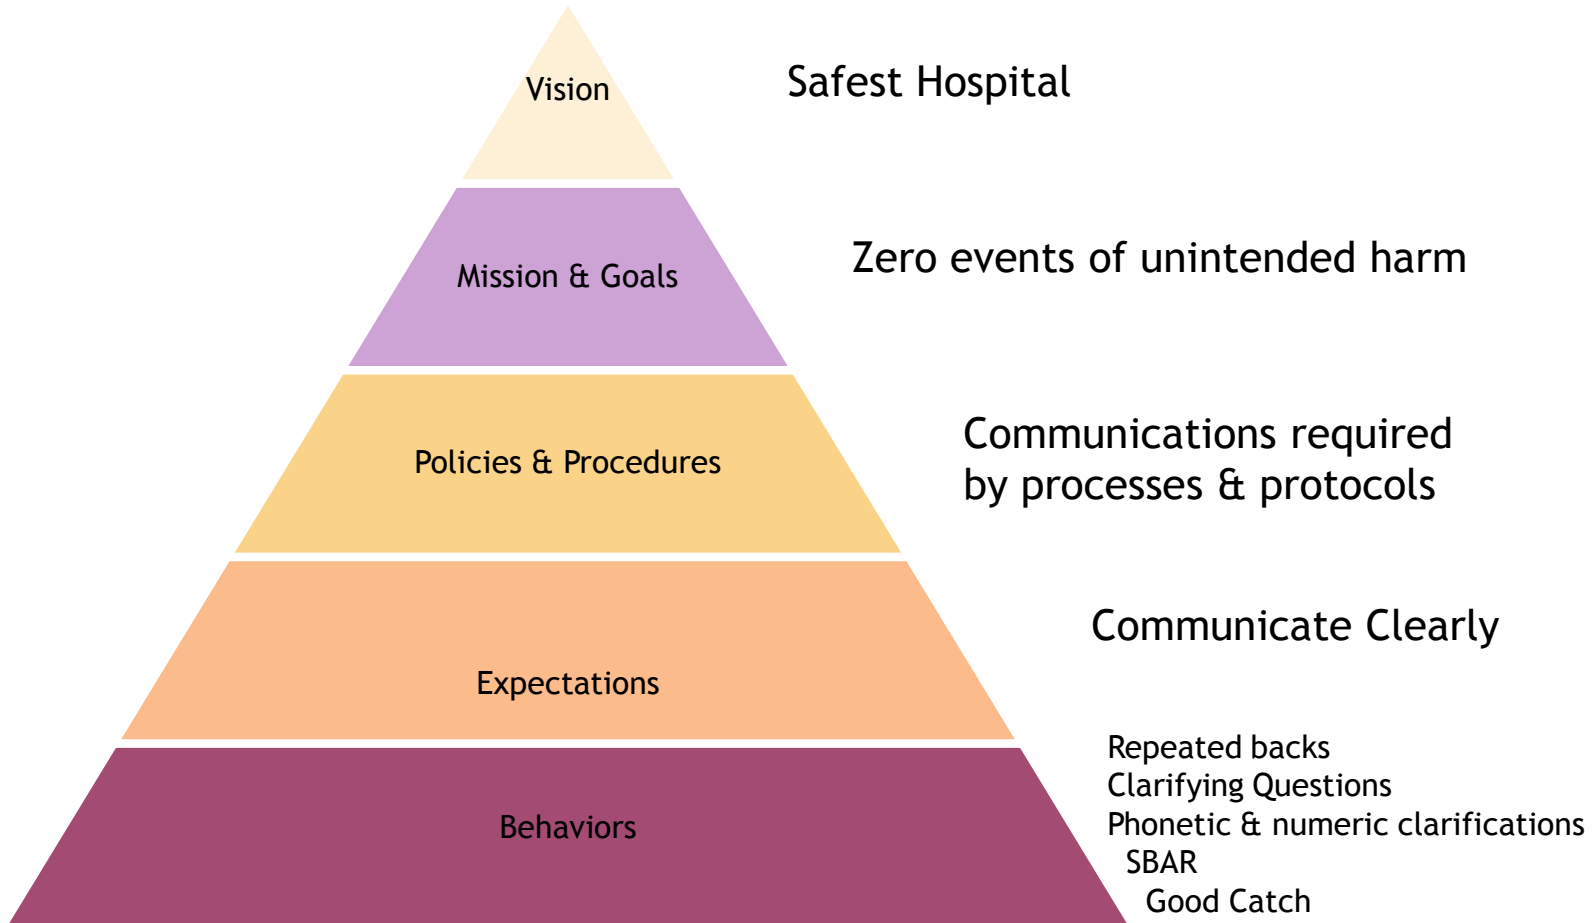 Vision
Safest Hospital
Mission & Goals
Zero events of unintended harm
Policies & Procedures
Communications required
by processes & protocols
Expectations
Communicate Clearly
Behaviors
Repeated backs
Clarifying Questions
Phonetic & numeric clarifications
SBAR
Good Catch